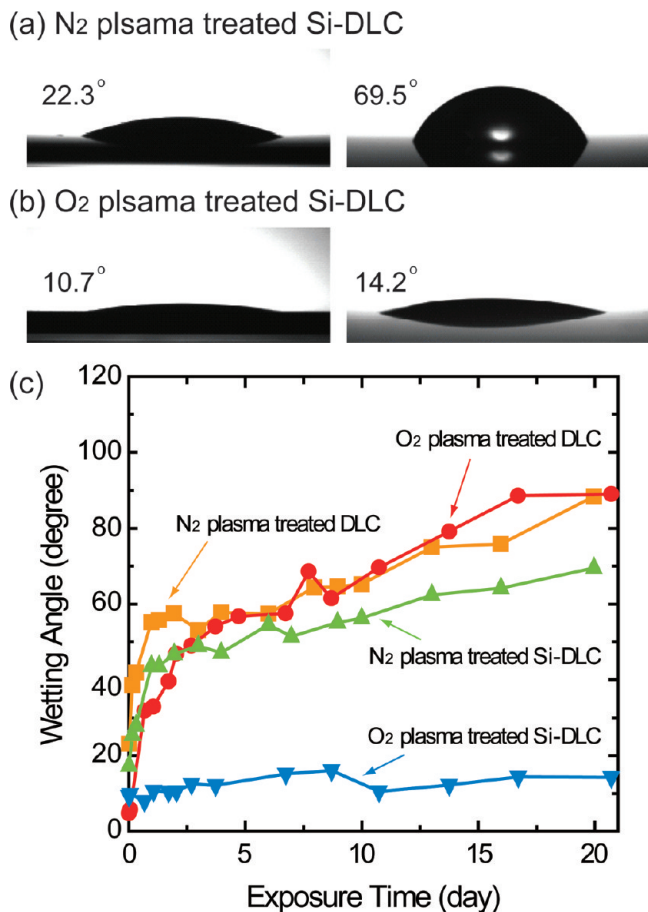 (a) N2 plsama treated Si-DLC
22.3° 69.5°
(b) O2 plsama treated Si-DLC
10.7° 14.2°
(c)
120
100
80
60
40
20
0
Wetting Angle (degree)
O2 plasma treated DLC
N2 plasma treated DLC
N2 plasma treated Si-DLC
O2 plasma treated Si-DLC
0 5 10 15 20
Exposure Time (day)